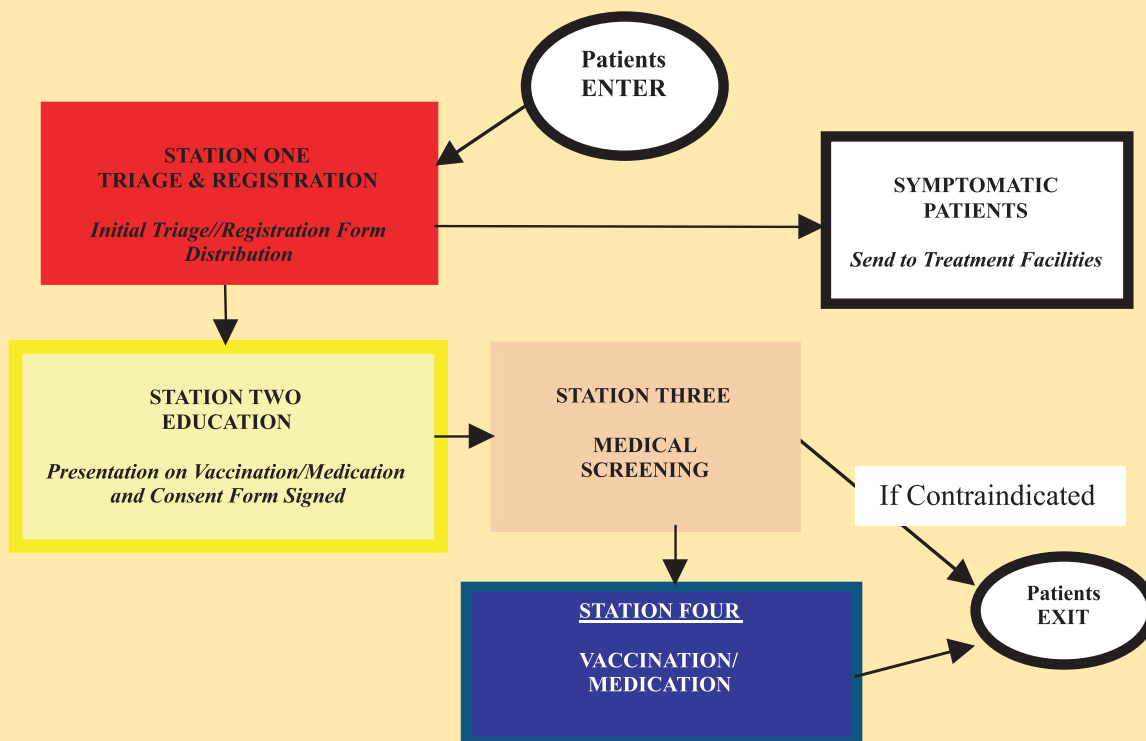 Patients
ENTER
STATION ONE
TRIAGE & REGISTRATION
Initial Triage//Registration Form
Distribution
SYMPTOMATIC
PATIENTS
Send to Treatment Facilities
STATION TWO
EDUCATION
Presentation on Vaccination/Medication
and Consent Form Signed
STATION THREE
MEDICAL
SCREENING
If Contraindicated
Patients
EXIT
STATION FOUR
VACCINATION/
MEDICATION